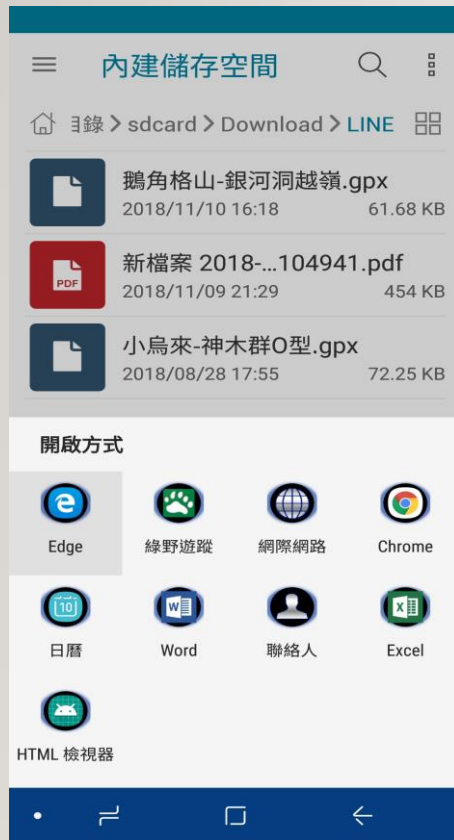 內建儲存空間
目錄 > sdcard > Download > LINE
鵝角格山-銀河洞越嶺.gpx
2018/11/10 16:18 61.68 KB
新檔案 2018-...104941.pdf
PDF
2018/11/09 21:29 454 KB
小烏來-神木群O型.gpx
2018/08/28 17:55 72.25 KB
開啟方式
Edge 綠野遊蹤 網際網路 Chrome
10 W X
日曆 Word 聯絡人 Excel
HTML 檢視器